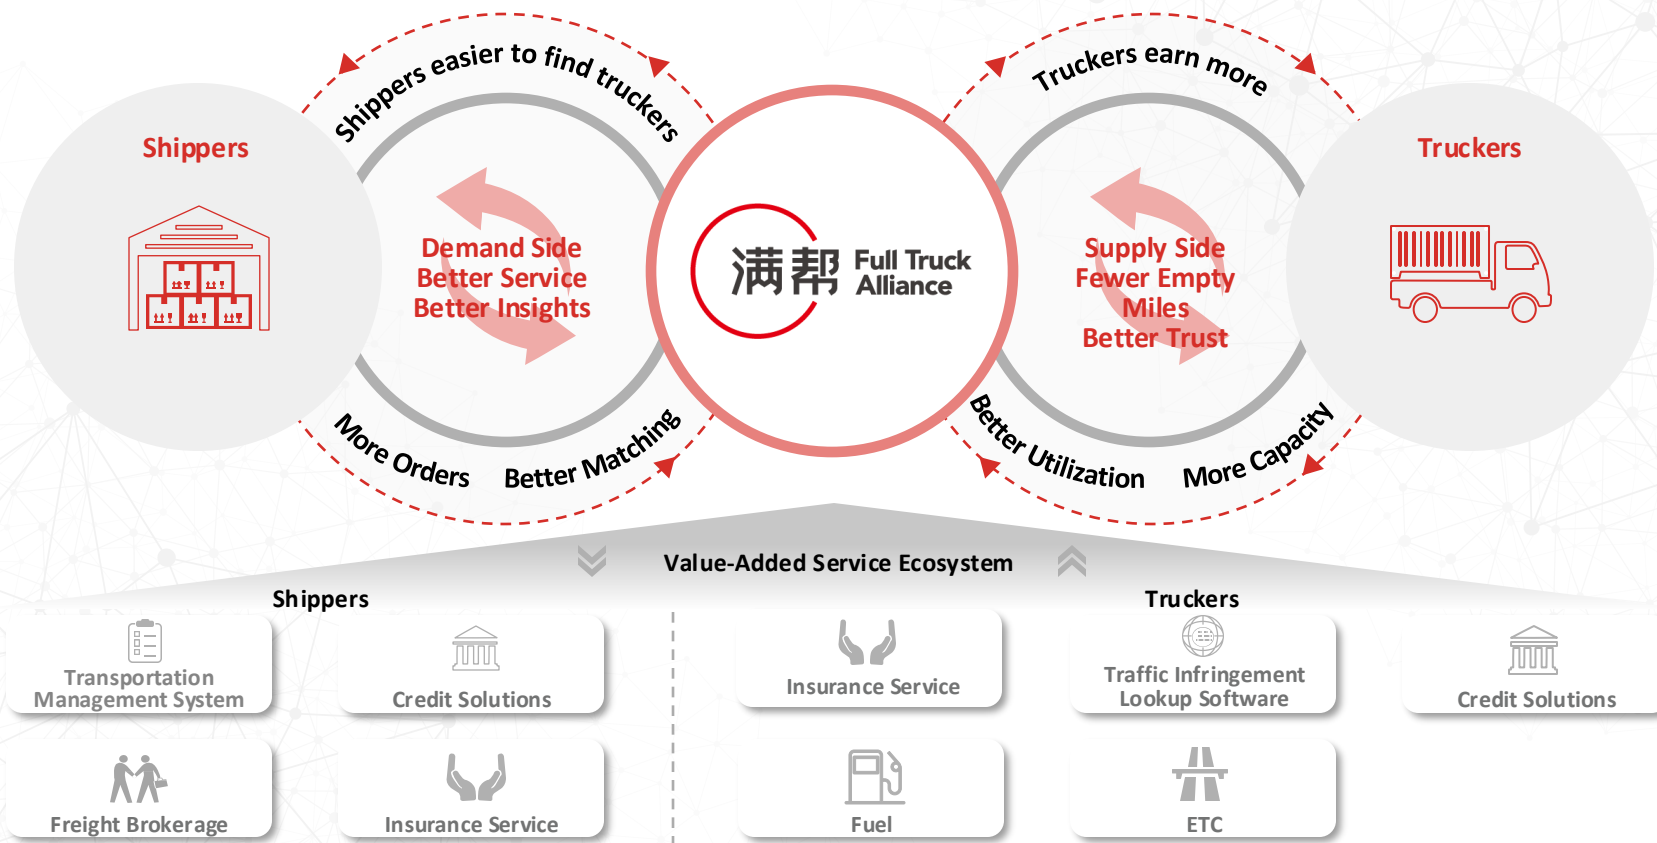 Shippers easier to find truckers
Truckers earn more
Shippers
Truckers
Demand Side
Better Service
Better Insights
满帮
Full Truck
Alliance
Supply Side
Fewer Empty
Miles
Better Trust
More Orders
Better Matching
Better Utilization
More Capacity
Value-Added Service Ecosystem
Shippers
Truckers
Transportation
Management System
Credit Solutions
Insurance Service
Traffic Infringement
Lookup Software
Credit Solutions
Freight Brokerage
Insurance Service
Fuel
ETC